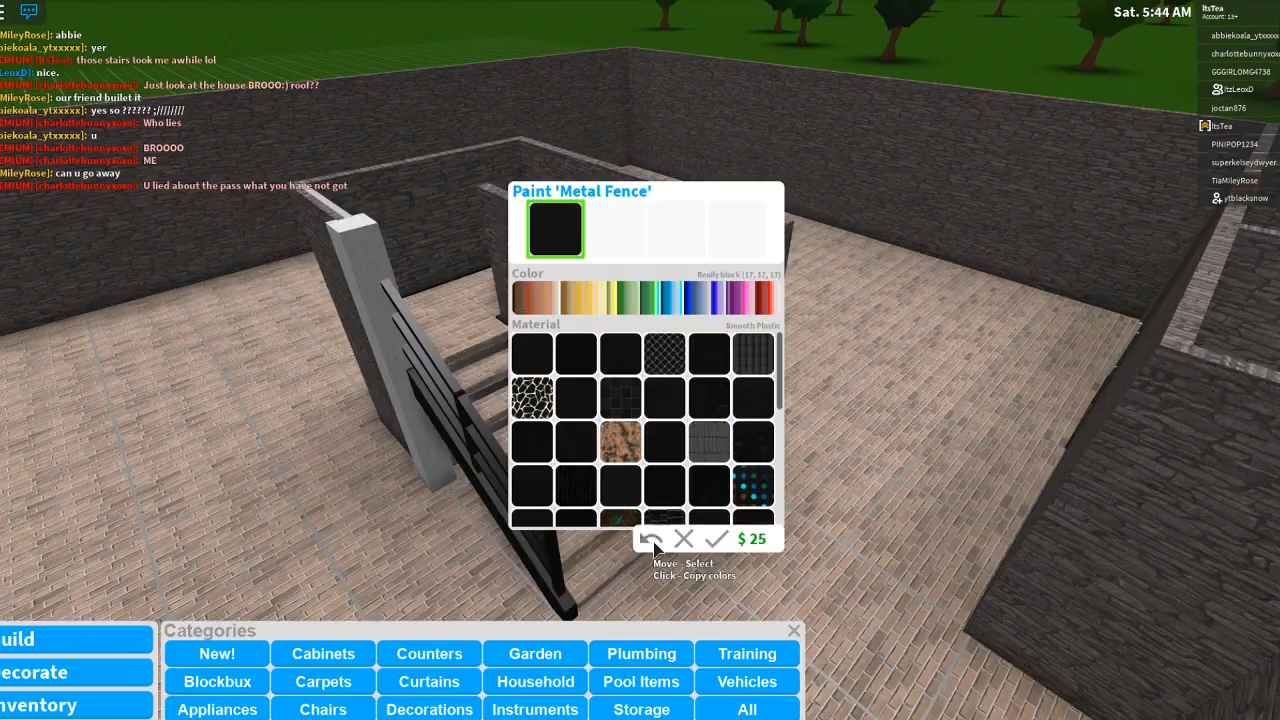 MileyRose]: abbie
biekoala_ytxxxxx]: yer
EMIUM] [ltsTea]: those stairs took me awhile lol
LeoxD]: nice.
EMIUM] [charlottebunnyxoxo]: Just look at the house BROOO:) roof??
MileyRose]: our friend builet it
biekoala_ytxxxxx]: yes so ?????? ;////////
EMIUM] [charlottebunnyxoxo]: Who lies
biekoala_ytxxxxx]: u
EMIUM] [charlottebunnyxoxo]: BROOOO
EMIUM] [charlottebunnyxoxo]: ME
MileyRose]: can u go away
EMIUM] [charlottebunnyxoxo]: U lied about the pass what you have not got
Sat. 5:44 AM
ltsTea
Account: 13+
abbiekoala_ytxxxxx
charlottebunnyxoxo
GGGIRLOMG4738
ItzLeoxD
joctan876
ltsTea
PINIPOP1234
superkelseydwyer..
TiaMileyRose
ytblacksnow
Paint 'Metal Fence'
Color Really black (17, 17, 17)
Material Smooth Plastic
$ 25
Move - Select
Click - Copy colors
uild
ecorate
nventory
Categories
New! Cabinets Counters Garden Plumbing Training
Blockbux Carpets Curtains Household Pool Items Vehicles
Appliances Chairs Decorations Instruments Storage All